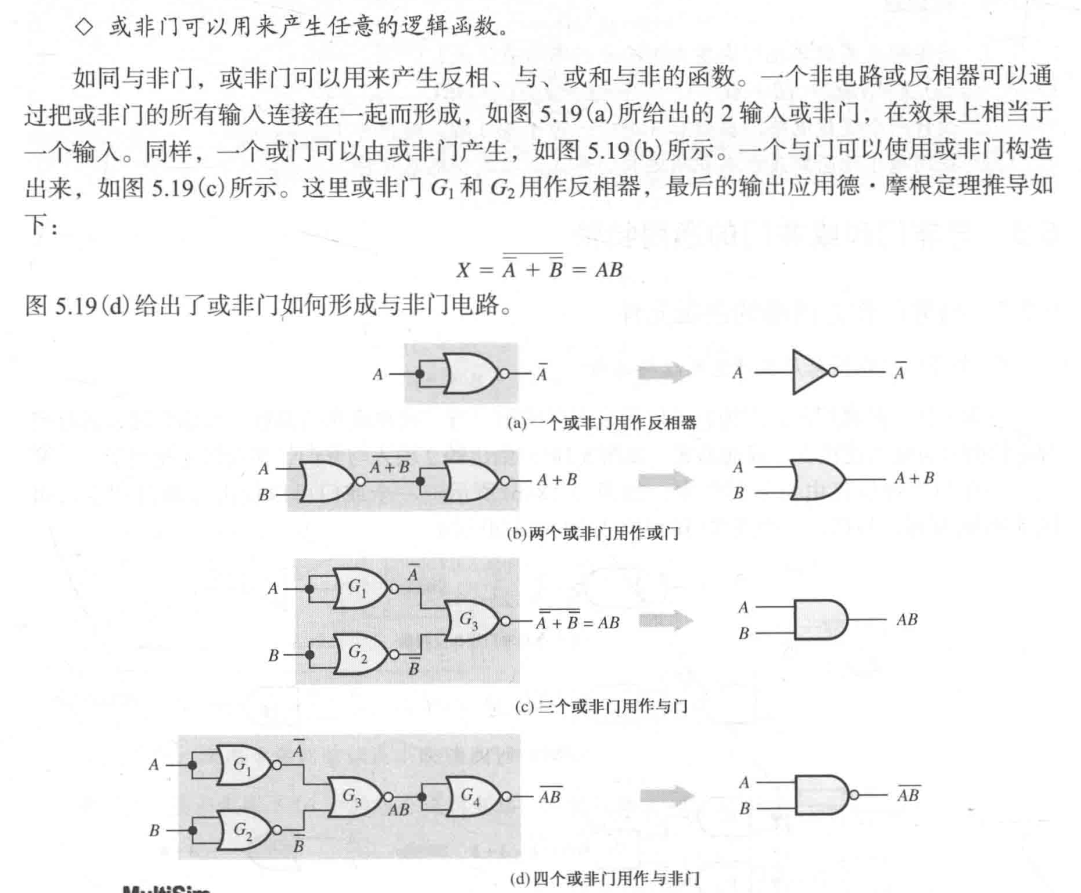 ◇ 或非门可以用来产生任意的逻辑函数。
如同与非门，或非门可以用来产生反相、与、或和与非的函数。一个非电路或反相器可以通
过把或非门的所有输入连接在一起而形成，如图 5.19(a)所给出的 2 输入或非门，在效果上相当于
一个输入。同样，一个或门可以由或非门产生，如图 5.19(b)所示。一个与门可以使用或非门构造
出来，如图 5.19(c)所示。这里或非门 G₁ 和 G₂ 用作反相器，最后的输出应用德·摩根定理推导如
下：
X = \overline{\overline{A} + \overline{B}} = AB
图 5.19(d)给出了或非门如何形成与非门电路。
A \overline{A} A \overline{A}
(a)一个或非门用作反相器
A B \overline{A+B} A+B A B A+B
(b)两个或非门用作或门
A G₁ \overline{A} B G₂ \overline{B} G₃ \overline{\overline{A} + \overline{B}} = AB A B AB
(c)三个或非门用作与门
A G₁ \overline{A} B G₂ \overline{B} G₃ AB G₄ \overline{AB} A B \overline{AB}
(d)四个或非门用作与非门
MultiSim